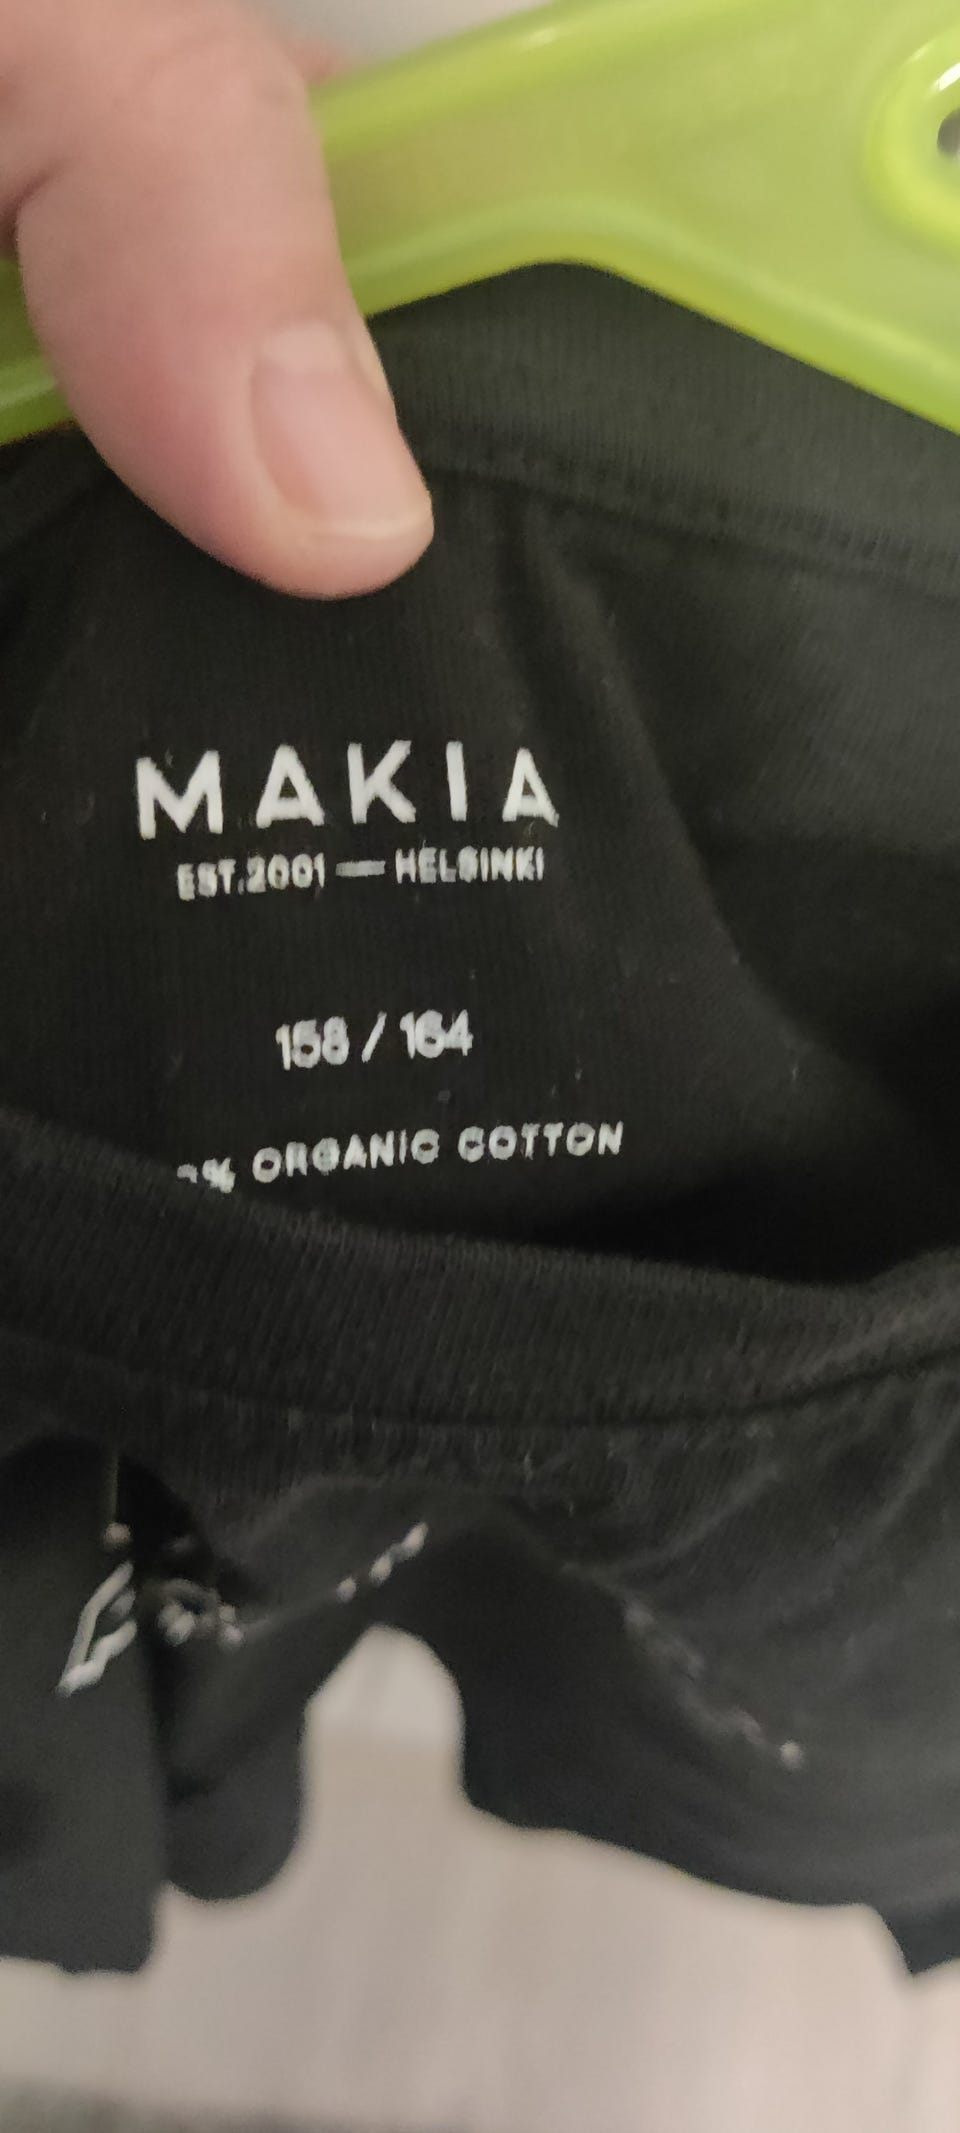 MAKIA
EST.2001 — HELSINKI
158 / 164
% ORGANIC COTTON